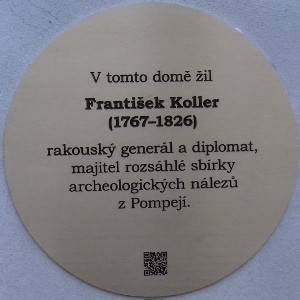 V tomto domě žil
František Koller
(1767–1826)
rakouský generál a diplomat,
majitel rozsáhlé sbírky
archeologických nálezů
z Pompejí.